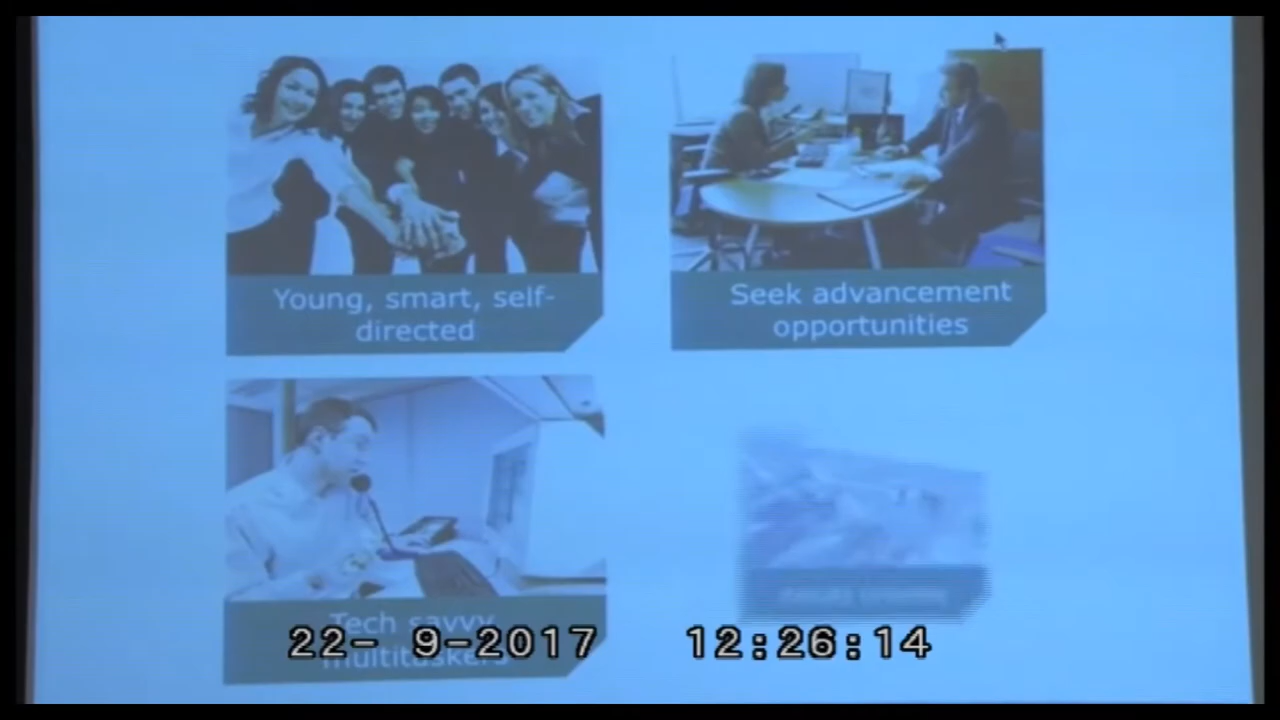 Young, smart, self-
directed
Seek advancement
opportunities
Tech savvy
multitaskers
22- 9-2017 12:26:14